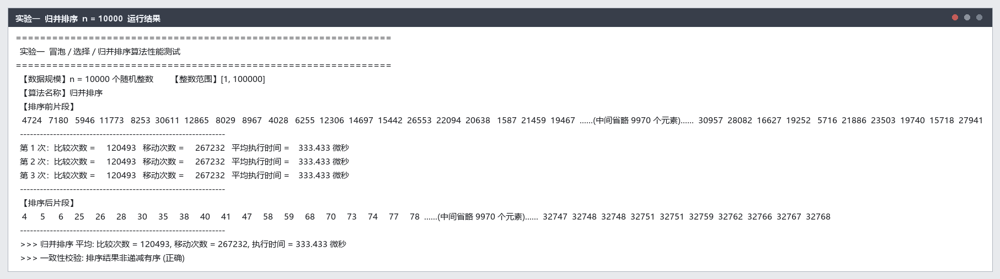 实验一  归并排序  n = 10000  运行结果
==============================================================
实验一  冒泡 / 选择 / 归并排序算法性能测试
==============================================================
【数据规模】n = 10000 个随机整数      【整数范围】[1, 100000]
【算法名称】归并排序
【排序前片段】
4724   7180   5946  11773   8253  30611  12865   8029   8967   4028   6255  12306  14697  15442  26553  22094  20638   1587  21459  19467  ......(中间省略 9970 个元素)......  30957  28082  16627  19252   5716  21886  23503  19740  15718  27941
--------------------------------------------------------------
第 1 次:  比较次数 =     120493   移动次数 =     267232   平均执行时间 =    333.433 微秒
第 2 次:  比较次数 =     120493   移动次数 =     267232   平均执行时间 =    333.433 微秒
第 3 次:  比较次数 =     120493   移动次数 =     267232   平均执行时间 =    333.433 微秒
--------------------------------------------------------------
【排序后片段】
4      5      6     25     26     28     30     35     38     40     41     47     58     59     68     70     73     74     77     78  ......(中间省略 9970 个元素)......  32747  32748  32748  32751  32751  32759  32762  32766  32767  32768
--------------------------------------------------------------
>>> 归并排序 平均: 比较次数 = 120493, 移动次数 = 267232, 执行时间 = 333.433 微秒
>>> 一致性校验: 排序结果非递减有序 (正确)